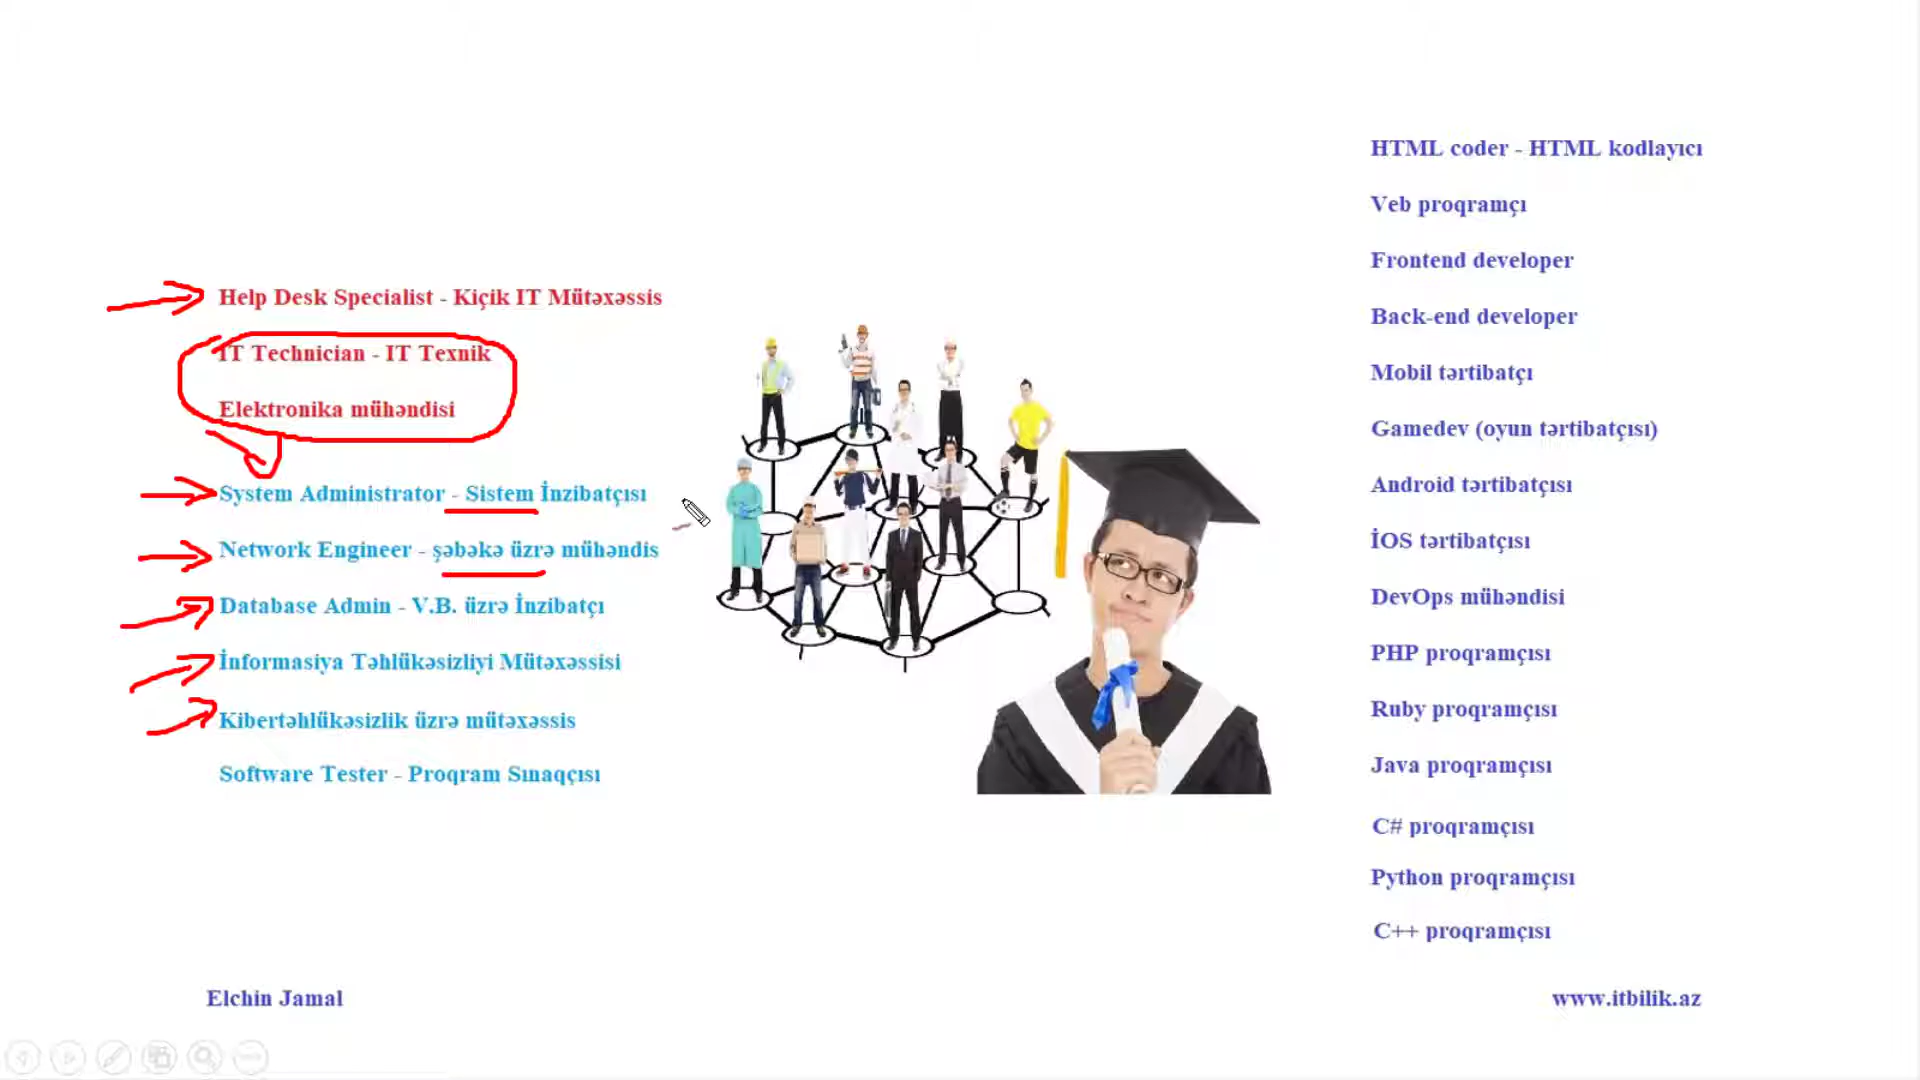 Help Desk Specialist - Kiçik IT Mütəxəssis
IT Technician - IT Texnik
Elektronika mühəndisi
System Administrator - Sistem İnzibatçısı
Network Engineer - şəbəkə üzrə mühəndis
Database Admin - V.B. üzrə İnzibatçı
İnformasiya Təhlükəsizliyi Mütəxəssisi
Kibertəhlükəsizlik üzrə mütəxəssis
Software Tester - Proqram Sınaqçısı
HTML coder - HTML kodlayıcı
Veb proqramçı
Frontend developer
Back-end developer
Mobil tərtibatçı
Gamedev (oyun tərtibatçısı)
Android tərtibatçısı
İOS tərtibatçısı
DevOps mühəndisi
PHP proqramçısı
Ruby proqramçısı
Java proqramçısı
C# proqramçısı
Python proqramçısı
C++ proqramçısı
Elchin Jamal
www.itbilik.az